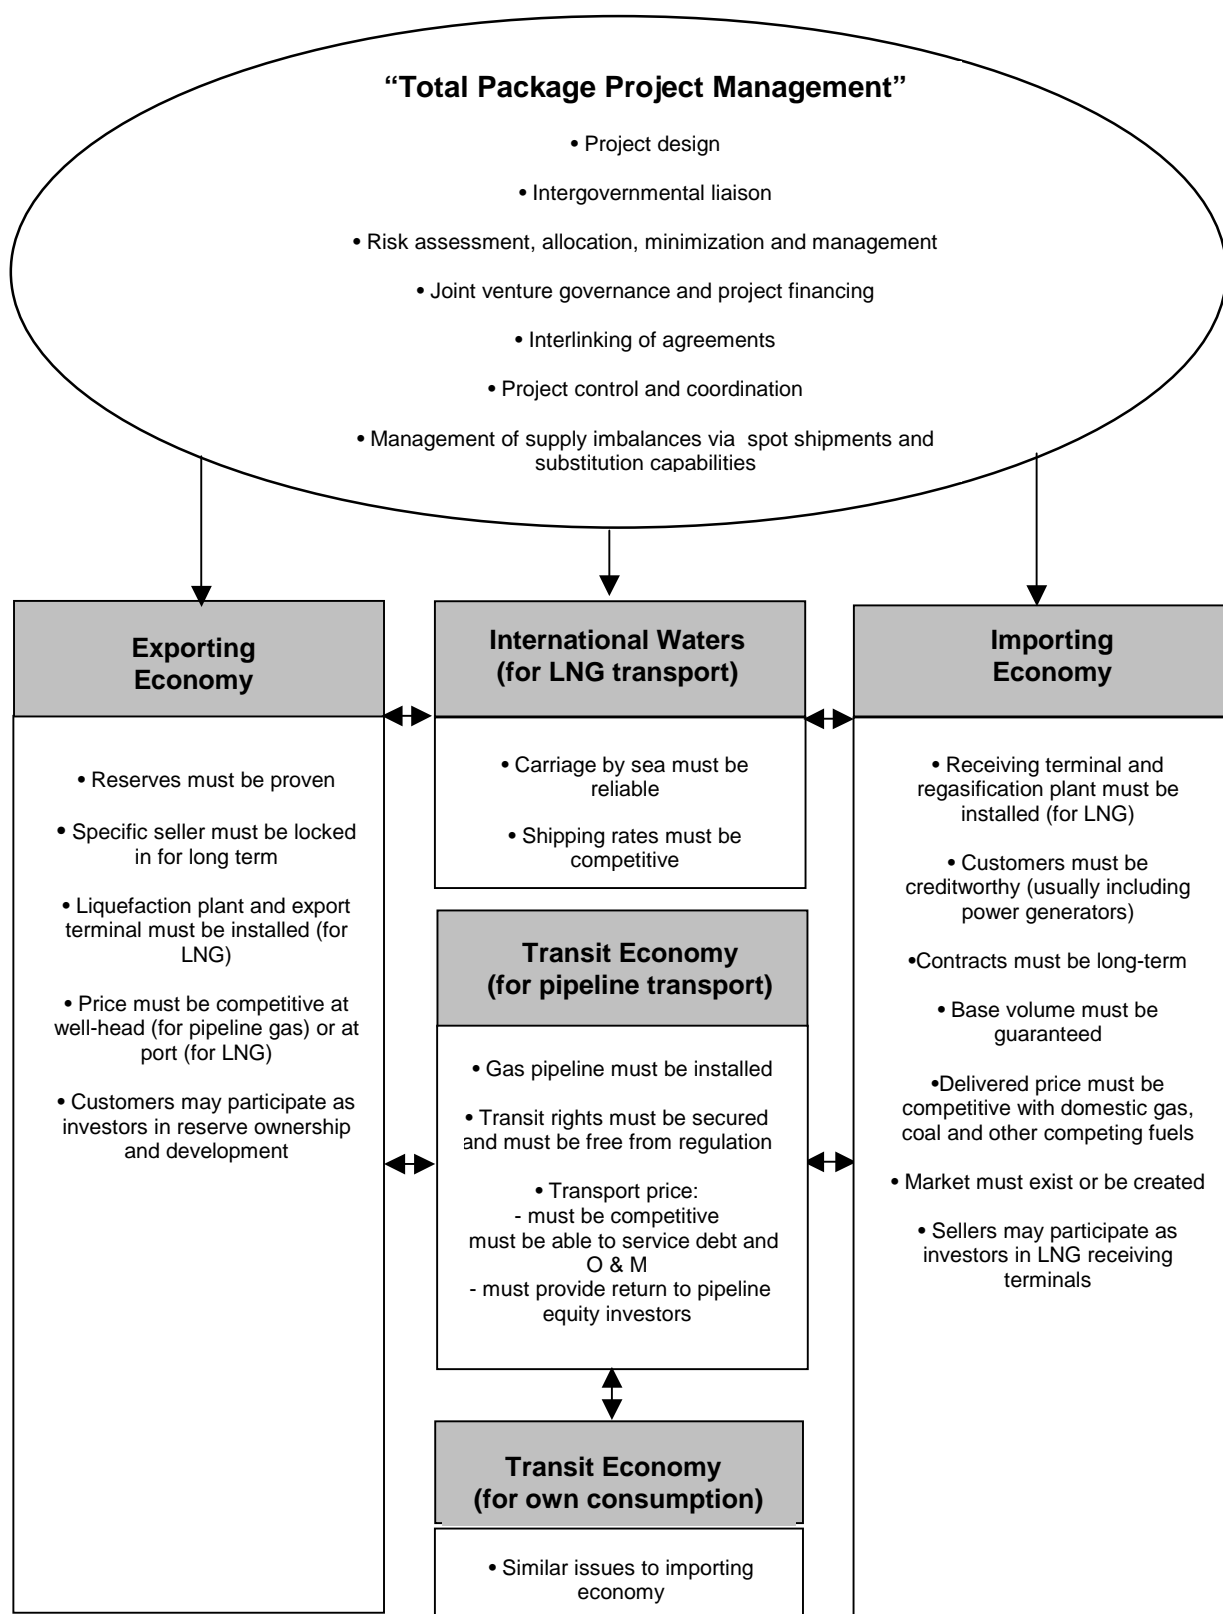 “Total Package Project Management”
• Project design
• Intergovernmental liaison
• Risk assessment, allocation, minimization and management
• Joint venture governance and project financing
• Interlinking of agreements
• Project control and coordination
• Management of supply imbalances via spot shipments and
substitution capabilities
Exporting
Economy
• Reserves must be proven
• Specific seller must be locked
in for long term
• Liquefaction plant and export
terminal must be installed (for
LNG)
• Price must be competitive at
well-head (for pipeline gas) or at
port (for LNG)
• Customers may participate as
investors in reserve ownership
and development
International Waters
(for LNG transport)
• Carriage by sea must be
reliable
• Shipping rates must be
competitive
Transit Economy
(for pipeline transport)
• Gas pipeline must be installed
• Transit rights must be secured
and must be free from regulation
• Transport price:
- must be competitive
must be able to service debt and
O & M
- must provide return to pipeline
equity investors
Transit Economy
(for own consumption)
• Similar issues to importing
economy
Importing
Economy
• Receiving terminal and
regasification plant must be
installed (for LNG)
• Customers must be
creditworthy (usually including
power generators)
•Contracts must be long-term
• Base volume must be
guaranteed
•Delivered price must be
competitive with domestic gas,
coal and other competing fuels
• Market must exist or be created
• Sellers may participate as
investors in LNG receiving
terminals